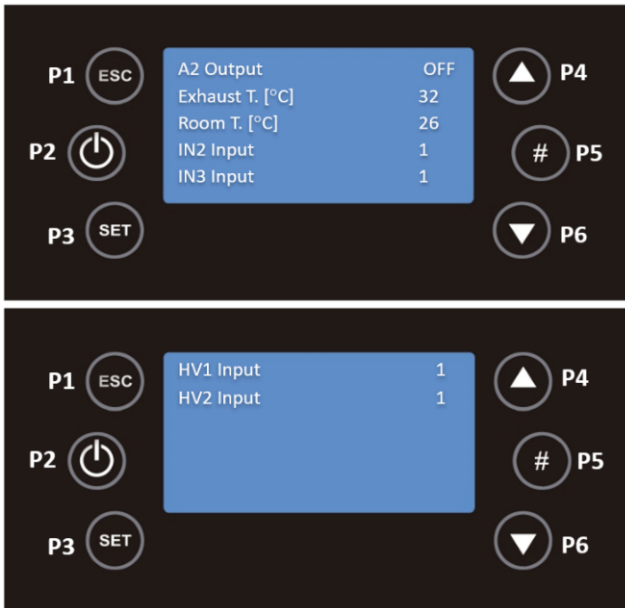 P1 ESC
A2 Output OFF
P4
Exhaust T. [°C] 32
Room T. [°C] 26
P2
IN2 Input 1
# P5
IN3 Input 1
P3 SET
P6
HV1 Input 1
P1 ESC
P4
HV2 Input 1
P2
# P5
P3 SET
P6